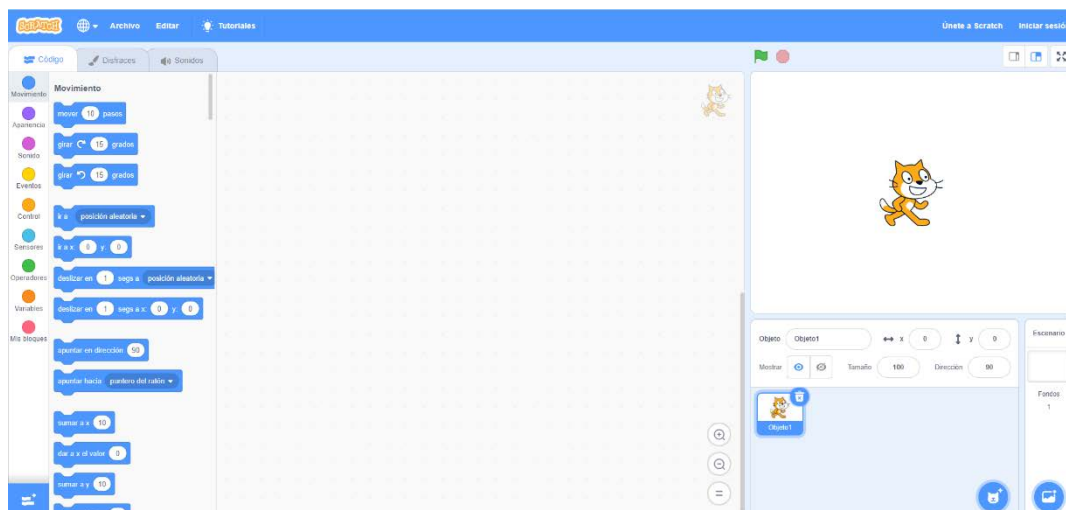 SCRATCH
Archivo Editar Tutoriales
Únete a Scratch Iniciar sesió
Código Disfraces Sonidos
Movimiento
Apariencia
Sonido
Eventos
Control
Sensores
Operadores
Variables
Mis bloques
Movimiento
mover 10 pasos
girar 15 grados
girar 15 grados
ir a posición aleatoria
ir a x: 0 y: 0
deslizar en 1 segs a posición aleatoria
deslizar en 1 segs a x: 0 y: 0
apuntar en dirección 90
apuntar hacia puntero del ratón
sumar a x 10
dar a x el valor 0
sumar a y 10
Objeto Objeto1 x 0 y 0
Mostrar Tamaño 100 Dirección 90
Objeto1
Escenario
Fondos
1